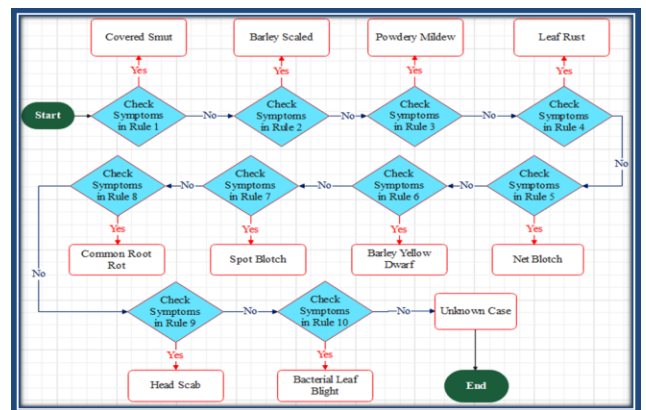 Covered Smut
Barley Scaled
Powdery Mildew
Leaf Rust
Yes
Yes
Yes
Yes
Start
Check
Symptoms
in Rule 1
No
Check
Symptoms
in Rule 2
No
Check
Symptoms
in Rule 3
No
Check
Symptoms
in Rule 4
No
Check
Symptoms
in Rule 5
No
Check
Symptoms
in Rule 6
No
Check
Symptoms
in Rule 7
No
Check
Symptoms
in Rule 8
Yes
Yes
Yes
Yes
Common Root
Rot
Spot Blotch
Barley Yellow
Dwarf
Net Blotch
No
Check
Symptoms
in Rule 9
No
Check
Symptoms
in Rule 10
No
Unknown Case
Yes
Yes
Head Scab
Bacterial Leaf
Blight
End